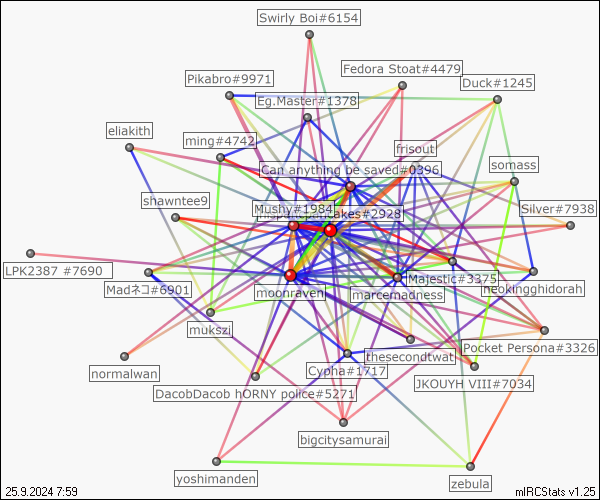 Swirly Boi#6154
Fedora Stoat#4479
Pikabro#9971
Duck#1245
Eg.Master#1378
eliakith
ming#4742
frisout
Can anything be saved#0396
somass
shawntee9
Mushy#1984
akes#2928
Silver#7938
LPK2387 #7690
Madネコ#6901
moonraven
Majestic#3375
neokingghidorah
marcemadness
mukszi
Pocket Persona#3326
thesecondtwat
normalwan
Cypha#1717
JKOUYH VIII#7034
DacobDacob hORNY police#5271
bigcitysamurai
yoshimanden
zebula
25.9.2024 7:59
mIRCStats v1.25